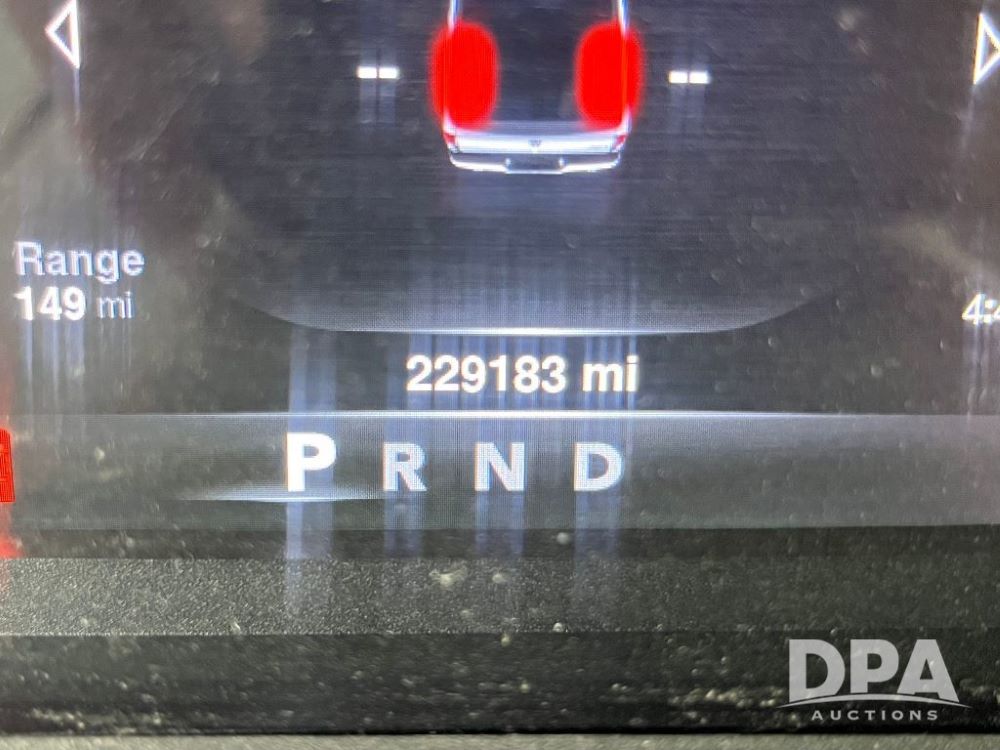 -- --
Range
149 mi
229183 mi
P R N D
DPA
AUCTIONS